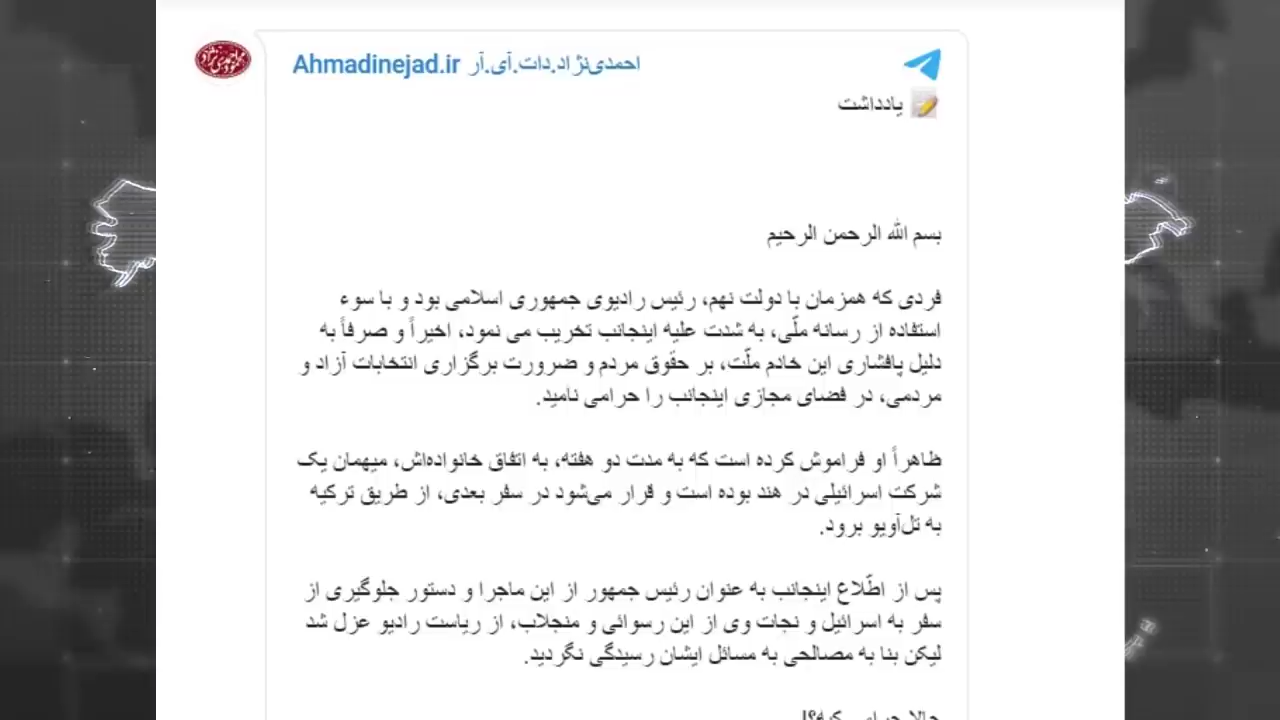 احمدی‌نژاد.دات.آی.آر Ahmadinejad.ir
یادداشت
بسم الله الرحمن الرحیم
فردی که همزمان با دولت نهم، رئیس رادیوی جمهوری اسلامی بود و با سوء
استفاده از رسانه ملّی، به شدت علیه اینجانب تخریب می نمود، اخیراً و صرفاً به
دلیل پافشاری این خادم ملّت، بر حقوق مردم و ضرورت برگزاری انتخابات آزاد و
مردمی، در فضای مجازی اینجانب را حرامی نامید.
ظاهراً او فراموش کرده است که به مدت دو هفته، به اتفاق خانواده‌اش، میهمان یک
شرکت اسرائیلی در هند بوده است و قرار می‌شود در سفر بعدی، از طریق ترکیه
به تل‌آویو برود.
پس از اطّلاع اینجانب به عنوان رئیس جمهور از این ماجرا و دستور جلوگیری از
سفر به اسرائیل و نجات وی از این رسوائی و منجلاب، از ریاست رادیو عزل شد
لیکن بنا به مصالحی به مسائل ایشان رسیدگی نگردید.